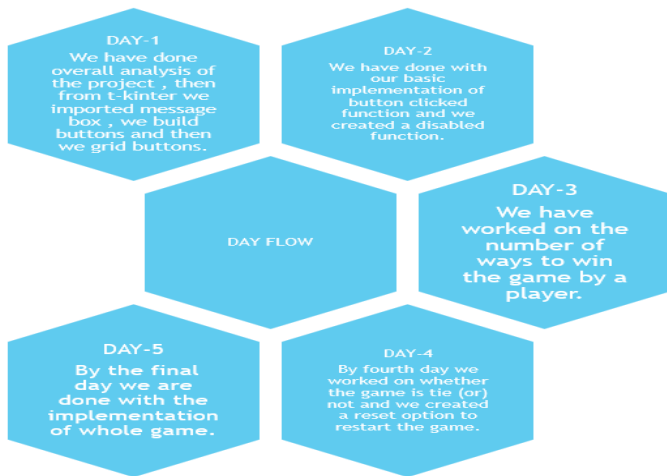 DAY-1
We have done
overall analysis of
the project , then
from t-kinter we
imported message
box , we build
buttons and then
we grid buttons.
DAY-2
We have done with
our basic
implementation of
button clicked
function and we
created a disabled
function.
DAY-3
We have
worked on the
number of
ways to win
the game by a
player.
DAY FLOW
DAY-4
By fourth day we
worked on whether
the game is tie (or)
not and we created
a reset option to
restart the game.
DAY-5
By the final
day we are
done with the
implementation
of whole game.